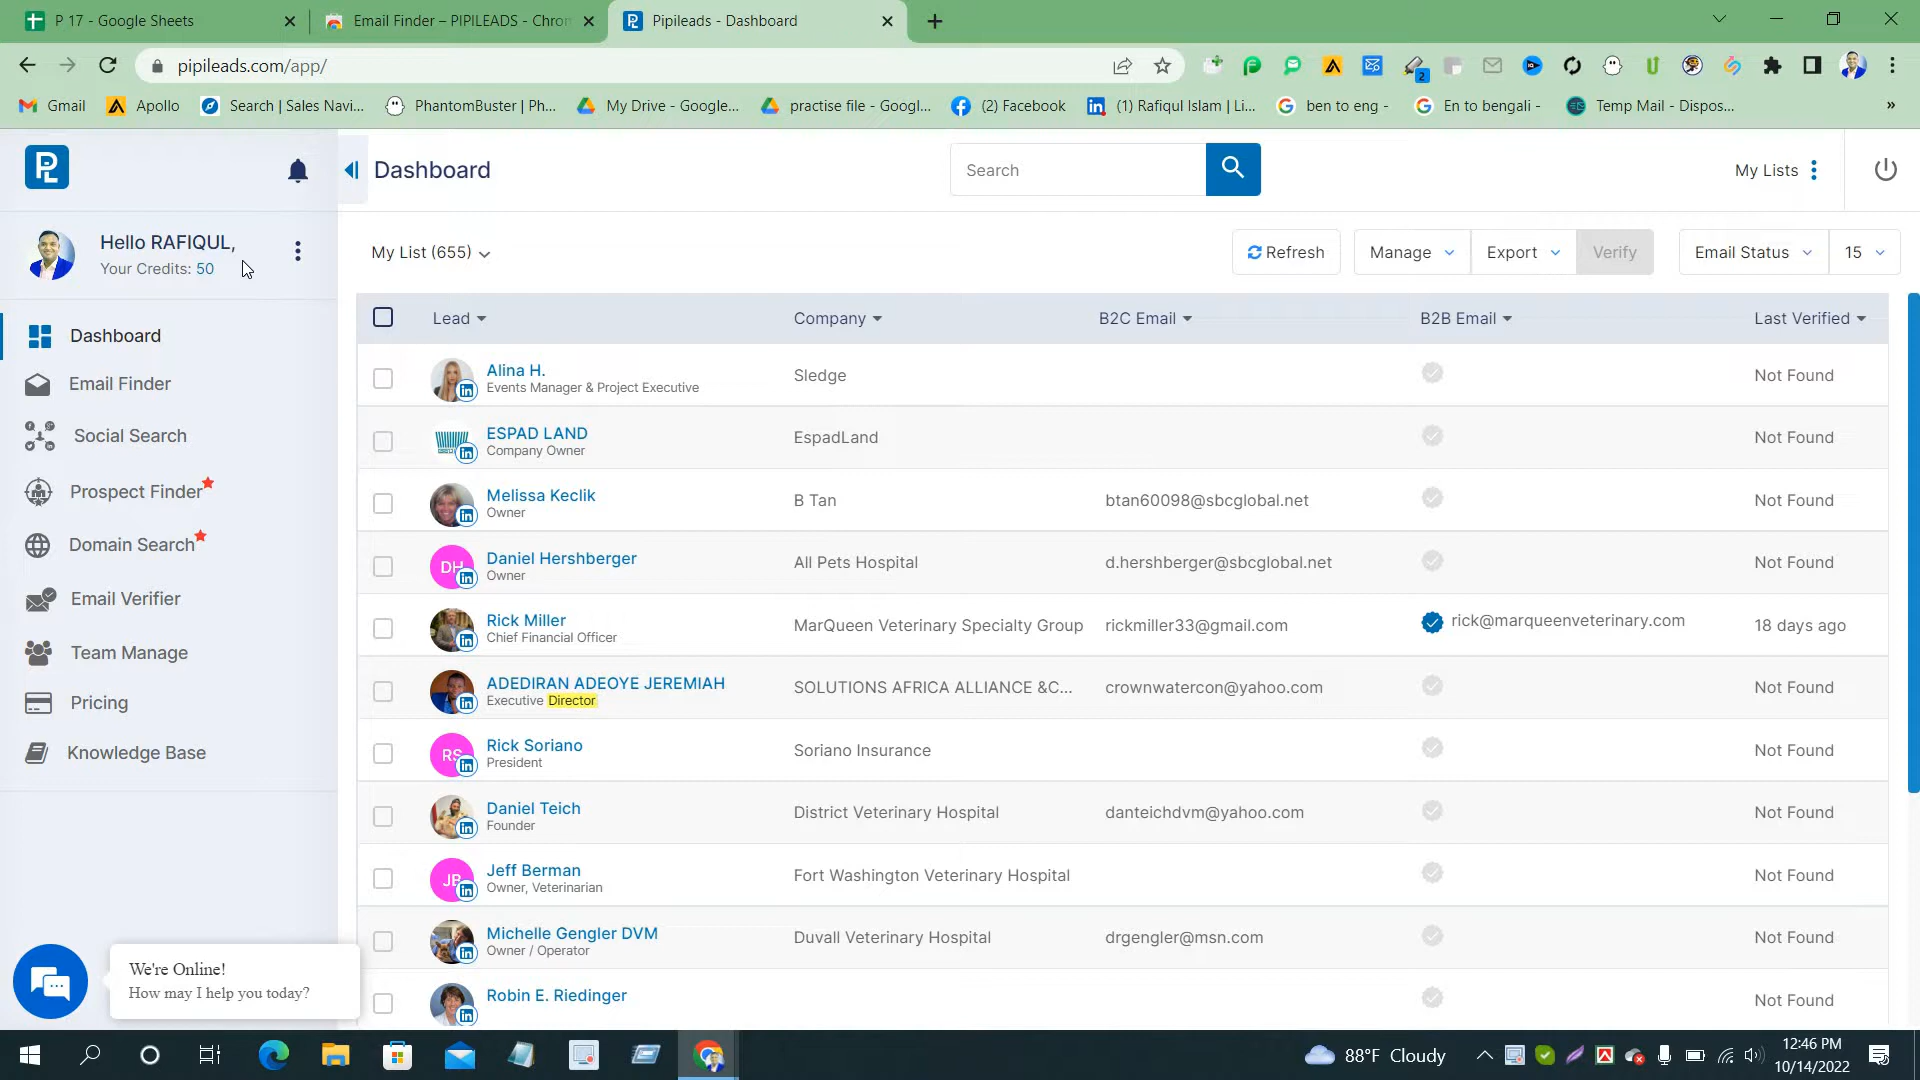 P 17 - Google Sheets
Email Finder – PIPILEADS - Chrom
Pipileads - Dashboard
pipileads.com/app/
2
Gmail
Apollo
Search | Sales Navi...
PhantomBuster | Ph...
My Drive - Google...
practise file - Googl...
(2) Facebook
(1) Rafiqul Islam | Li...
ben to eng -
En to bengali -
Temp Mail - Dispos...
»
PL
Dashboard
Search
My Lists
Hello RAFIQUL,
Your Credits: 50
My List (655)
Refresh
Manage
Export
Verify
Email Status
15
Dashboard
Email Finder
Social Search
Prospect Finder
Domain Search
Email Verifier
Team Manage
Pricing
Knowledge Base
Lead
Company
B2C Email
B2B Email
Last Verified
Alina H.
Events Manager & Project Executive
Sledge
Not Found
ESPAD LAND
Company Owner
EspadLand
Not Found
Melissa Keclik
Owner
B Tan
btan60098@sbcglobal.net
Not Found
DH
Daniel Hershberger
Owner
All Pets Hospital
d.hershberger@sbcglobal.net
Not Found
Rick Miller
Chief Financial Officer
MarQueen Veterinary Specialty Group
rickmiller33@gmail.com
rick@marqueenveterinary.com
18 days ago
ADEDIRAN ADEOYE JEREMIAH
Executive Director
SOLUTIONS AFRICA ALLIANCE &C...
crownwatercon@yahoo.com
Not Found
RS
Rick Soriano
President
Soriano Insurance
Not Found
Daniel Teich
Founder
District Veterinary Hospital
danteichdvm@yahoo.com
Not Found
JB
Jeff Berman
Owner, Veterinarian
Fort Washington Veterinary Hospital
Not Found
Michelle Gengler DVM
Owner / Operator
Duvall Veterinary Hospital
drgengler@msn.com
Not Found
Robin E. Riedinger
Not Found
We're Online!
How may I help you today?
88°F Cloudy
12:46 PM
10/14/2022